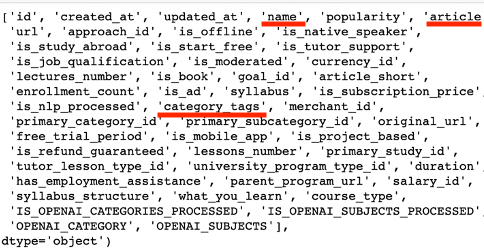 ['id', 'created_at', 'updated_at', 'name', 'popularity', 'article
'url', 'approach_id', 'is_offline', 'is_native_speaker',
'is_study_abroad', 'is_start_free', 'is_tutor_support',
'is_job_qualification', 'is_moderated', 'currency_id',
'lectures_number', 'is_book', 'goal_id', 'article_short',
'enrollment_count', 'is_ad', 'syllabus', 'is_subscription_price',
'is_nlp_processed', 'category_tags', 'merchant_id',
'primary_category_id', 'primary_subcategory_id', 'original_url',
'free_trial_period', 'is_mobile_app', 'is_project_based',
'is_refund_guaranteed', 'lessons_number', 'primary_study_id',
'tutor_lesson_type_id', 'university_program_type_id', 'duration',
'has_employment_assistance', 'parent_program_url', 'salary_id',
'syllabus_structure', 'what_you_learn', 'course_type',
'IS_OPENAI_CATEGORIES_PROCESSED', 'IS_OPENAI_SUBJECTS_PROCESSED',
'OPENAI_CATEGORY', 'OPENAI_SUBJECTS'],
dtype='object')